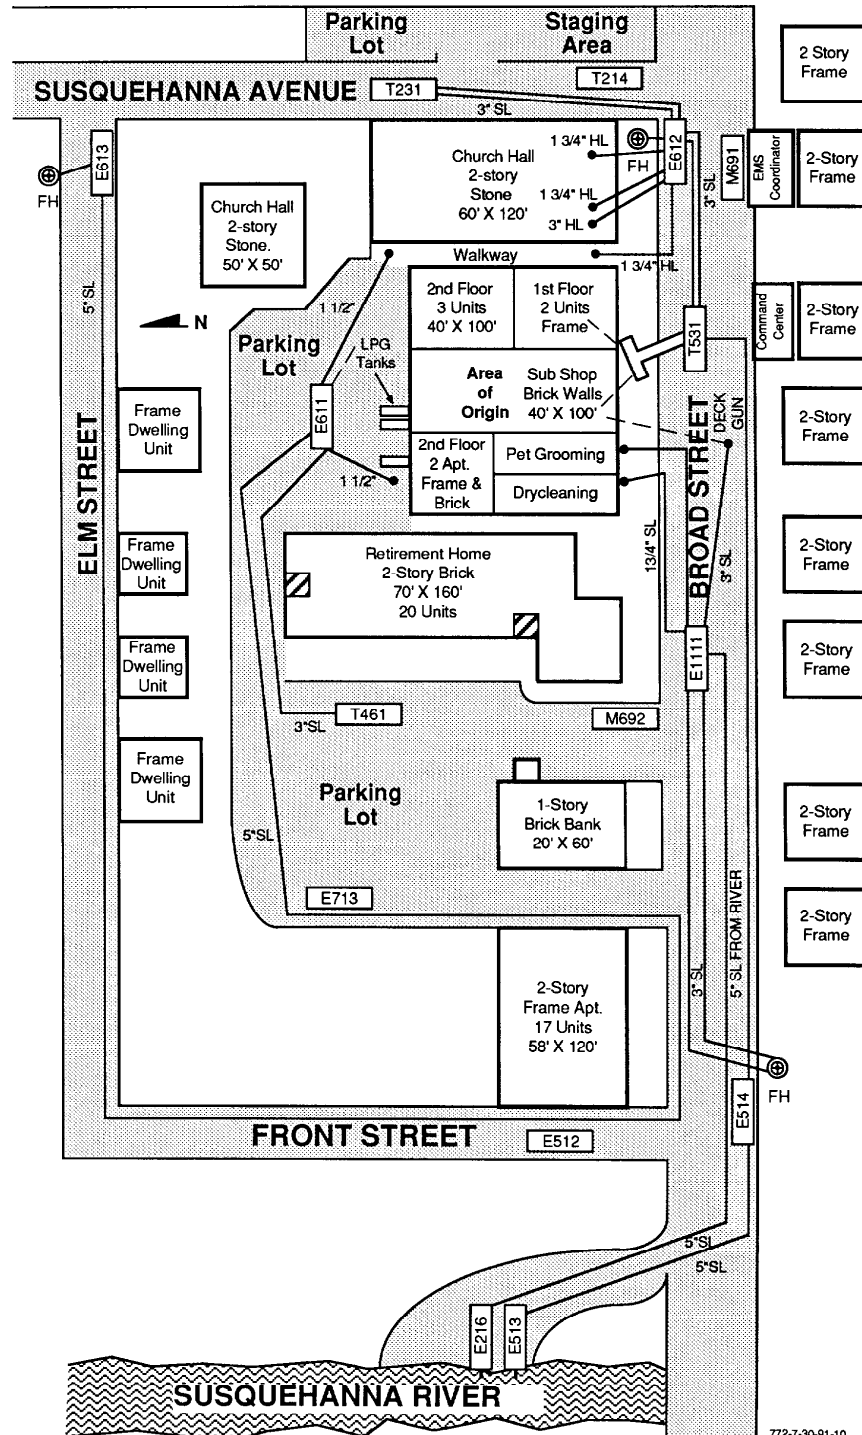 Parking
Lot
Staging
Area
2 Story
Frame
T214
SUSQUEHANNA AVENUE
T231
3" SL
E613
FH
Church Hall
2-story
Stone
60' X 120'
1 3/4" HL
FH
E612
1 3/4" HL
3" HL
3" SL
M691
EMS
Coordinator
2-Story
Frame
Church Hall
2-story
Stone.
50' X 50'
Walkway
1 3/4" HL
5" SL
N
1 1/2"
2nd Floor
3 Units
40' X 100'
1st Floor
2 Units
Frame
T531
Command
Center
2-Story
Frame
Parking
Lot
LPG
Tanks
Area
of
Origin
Sub Shop
Brick Walls
40' X 100'
E611
DECK
GUN
Frame
Dwelling
Unit
2-Story
Frame
2nd Floor
2 Apt.
Frame &
Brick
Pet Grooming
Drycleaning
1 1/2"
ELM STREET
BROAD STREET
13/4" SL
3" SL
Frame
Dwelling
Unit
Retirement Home
2-Story Brick
70' X 160'
20 Units
2-Story
Frame
Frame
Dwelling
Unit
E1111
2-Story
Frame
T461
3"SL
M692
Frame
Dwelling
Unit
Parking
Lot
1-Story
Brick Bank
20' X 60'
2-Story
Frame
5"SL
E713
2-Story
Frame
3" SL
5" SL FROM RIVER
2-Story
Frame Apt.
17 Units
58' X 120'
FH
E514
FRONT STREET
E512
5"SL
5"SL
E216
E513
SUSQUEHANNA RIVER
772-7-30-91-10